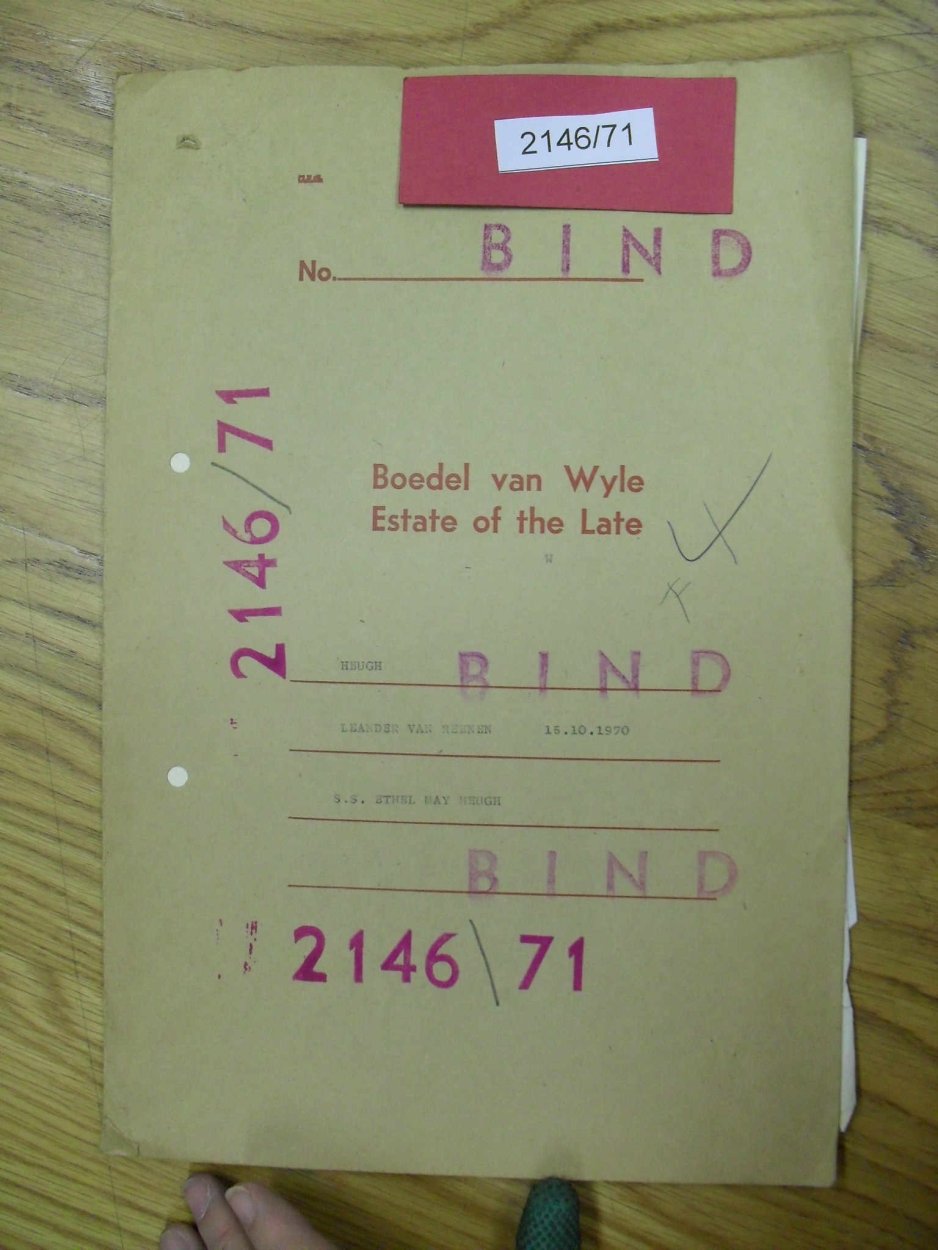 2146/71
BIND
No.
2146/71
Boedel van Wyle
Estate of the Late
W
HEUGH
BIND
LEANDER VAN REENEN 15.10.1970
S.S. ETHEL MAY HEUGH
BIND
2146\71